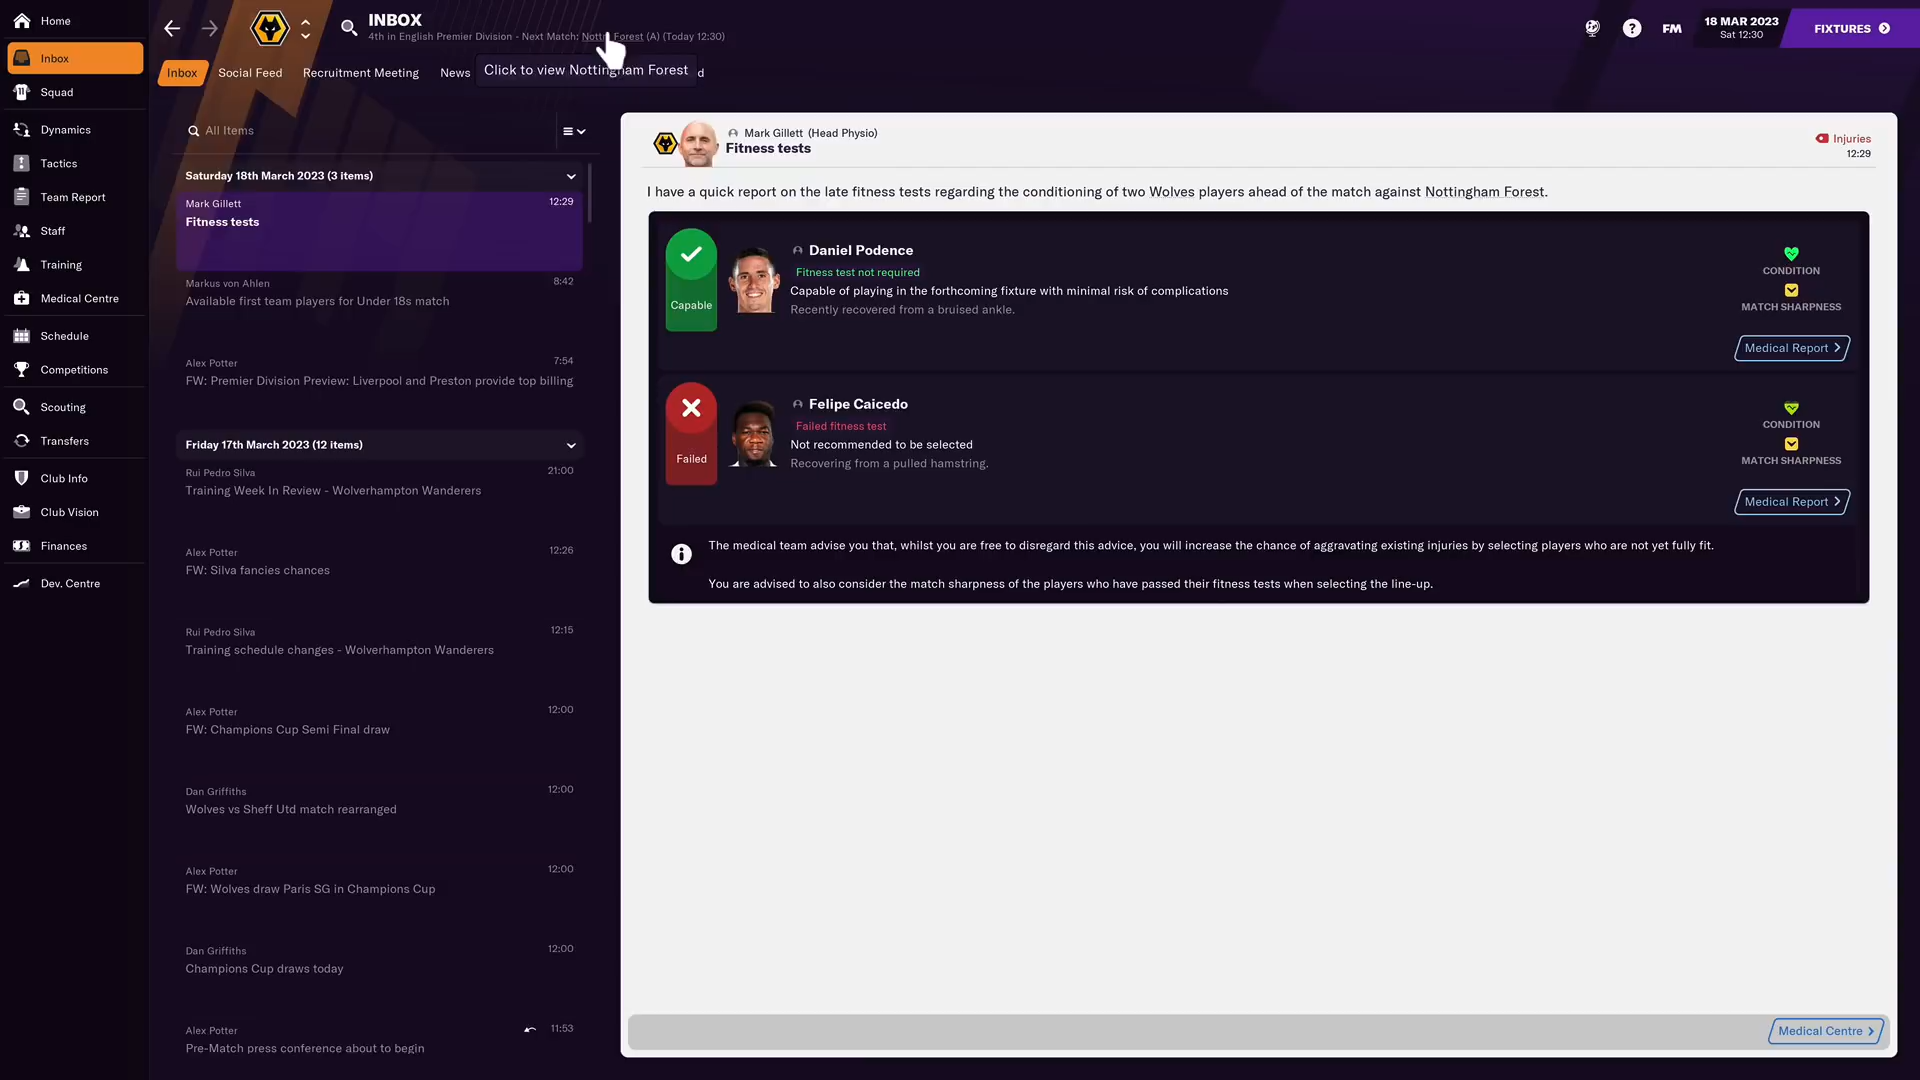 Home
Inbox
Squad
Dynamics
Tactics
Team Report
Staff
Training
Medical Centre
Schedule
Competitions
Scouting
Transfers
Club Info
Club Vision
Finances
Dev. Centre
INBOX
4th in English Premier Division - Next Match: Forest (A) (Today 12:30)
FM
18 MAR 2023
Sat 12:30
FIXTURES
Inbox
Social Feed
Recruitment Meeting
News
Click to view Nottingham Forest
d
All Items
Saturday 18th March 2023 (3 items)
Mark Gillett 12:29
Fitness tests
Markus von Ahlen 8:42
Available first team players for Under 18s match
Alex Potter 7:54
FW: Premier Division Preview: Liverpool and Preston provide top billing
Friday 17th March 2023 (12 items)
Rui Pedro Silva 21:00
Training Week In Review - Wolverhampton Wanderers
Alex Potter 12:26
FW: Silva fancies chances
Rui Pedro Silva 12:15
Training schedule changes - Wolverhampton Wanderers
Alex Potter 12:00
FW: Champions Cup Semi Final draw
Dan Griffiths 12:00
Wolves vs Sheff Utd match rearranged
Alex Potter 12:00
FW: Wolves draw Paris SG in Champions Cup
Dan Griffiths 12:00
Champions Cup draws today
Alex Potter 11:53
Pre-Match press conference about to begin
Mark Gillett (Head Physio)
Fitness tests
Injuries
12:29
I have a quick report on the late fitness tests regarding the conditioning of two Wolves players ahead of the match against Nottingham Forest.
Capable
Daniel Podence
Fitness test not required
Capable of playing in the forthcoming fixture with minimal risk of complications
Recently recovered from a bruised ankle.
CONDITION
MATCH SHARPNESS
Medical Report
Failed
Felipe Caicedo
Failed fitness test
Not recommended to be selected
Recovering from a pulled hamstring.
CONDITION
MATCH SHARPNESS
Medical Report
The medical team advise you that, whilst you are free to disregard this advice, you will increase the chance of aggravating existing injuries by selecting players who are not yet fully fit.
You are advised to also consider the match sharpness of the players who have passed their fitness tests when selecting the line-up.
Medical Centre